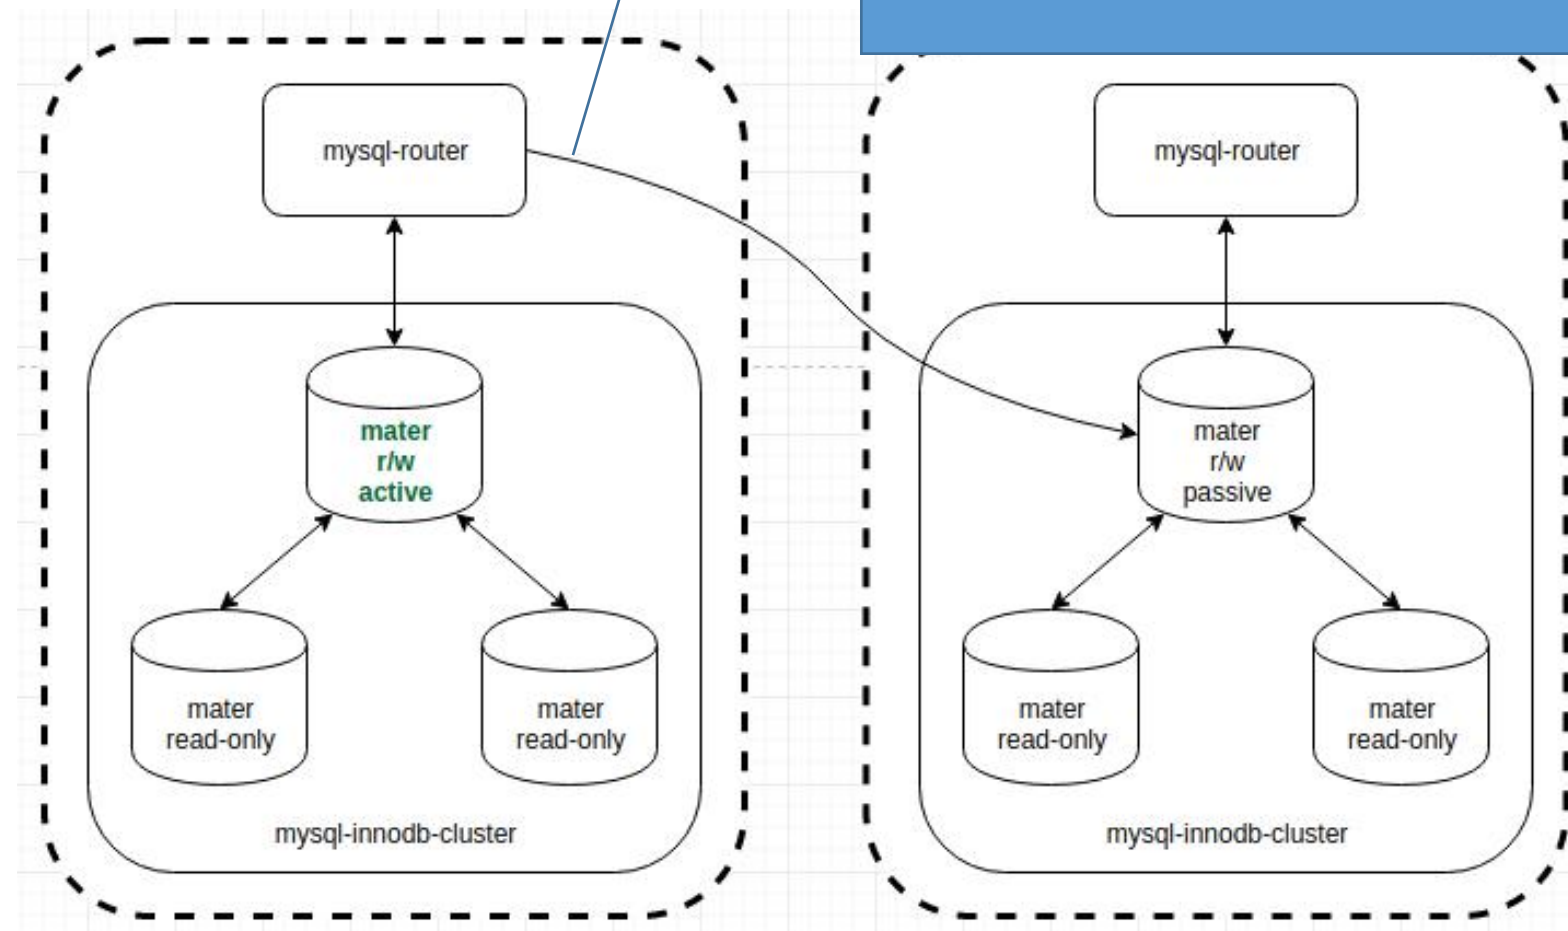 mysql-router
mater
r/w
active
mater
read-only
mater
read-only
mysql-innodb-cluster
mysql-router
mater
r/w
passive
mater
read-only
mater
read-only
mysql-innodb-cluster